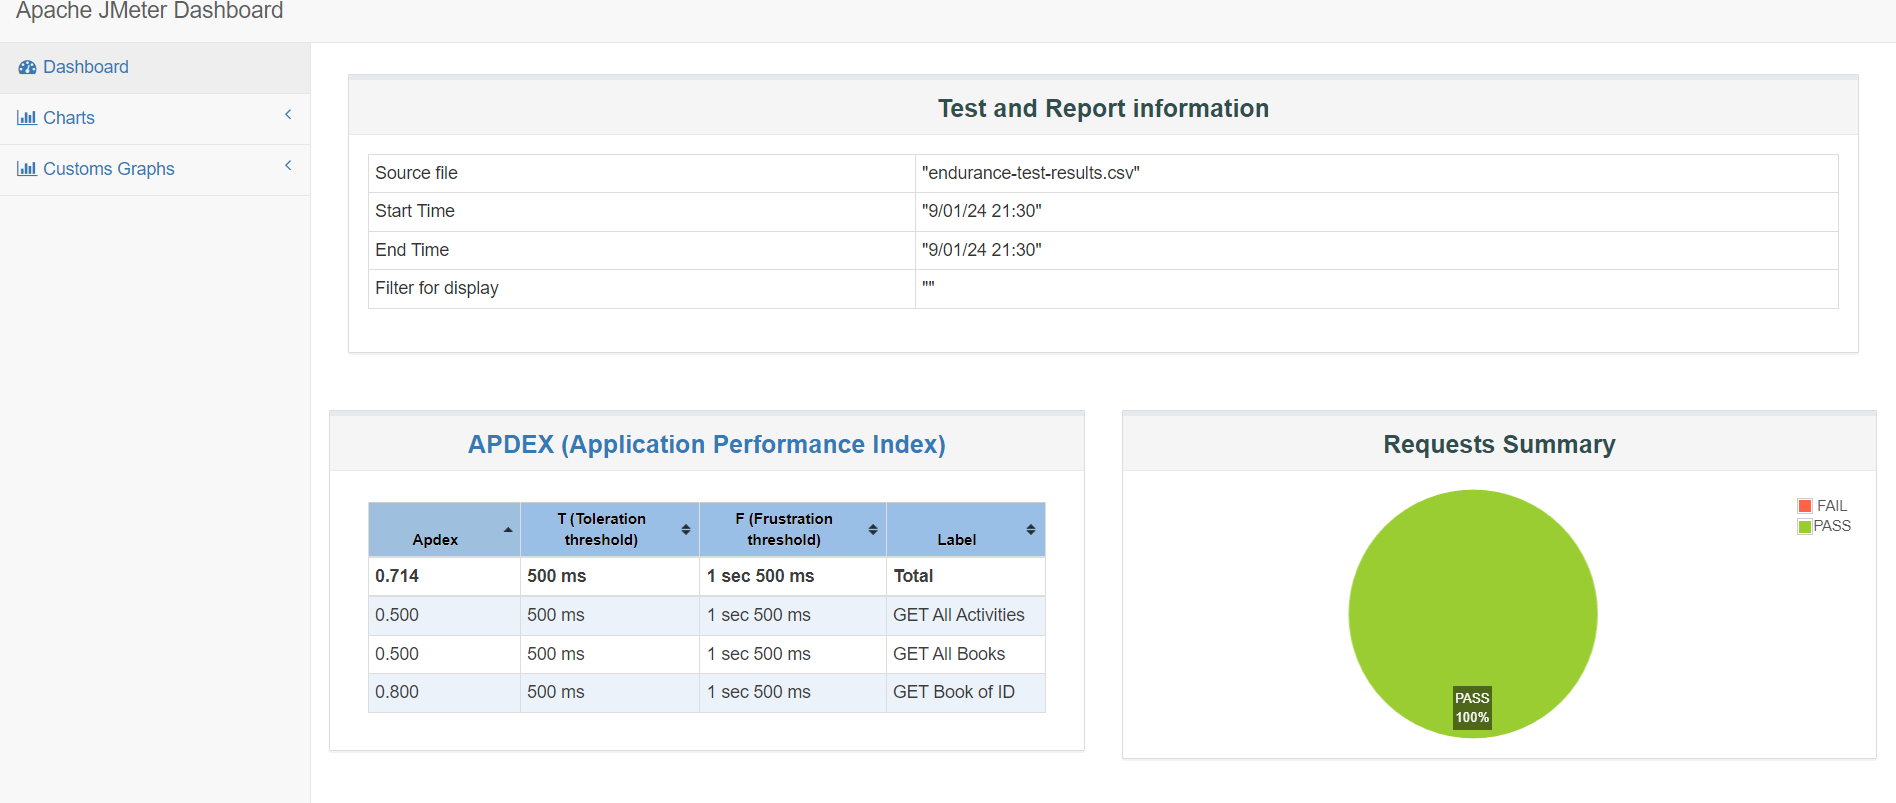 Apache JMeter Dashboard
Dashboard
Charts
Customs Graphs
Test and Report information
Source file "endurance-test-results.csv"
Start Time "9/01/24 21:30"
End Time "9/01/24 21:30"
Filter for display ""
APDEX (Application Performance Index)
Apdex T (Toleration threshold) F (Frustration threshold) Label
0.714 500 ms 1 sec 500 ms Total
0.500 500 ms 1 sec 500 ms GET All Activities
0.500 500 ms 1 sec 500 ms GET All Books
0.800 500 ms 1 sec 500 ms GET Book of ID
Requests Summary
FAIL
PASS
PASS
100%